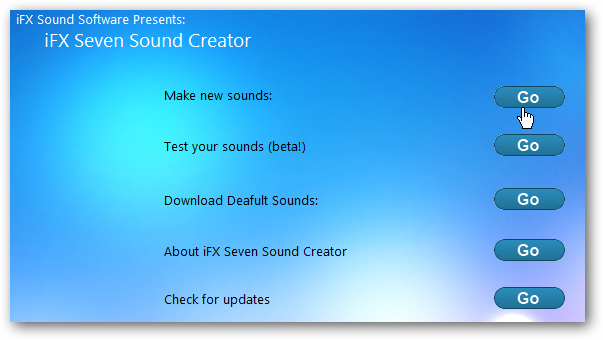 iFX Sound Software Presents:
iFX Seven Sound Creator
Make new sounds: Go
Test your sounds (beta!) Go
Download Deafult Sounds: Go
About iFX Seven Sound Creator Go
Check for updates Go